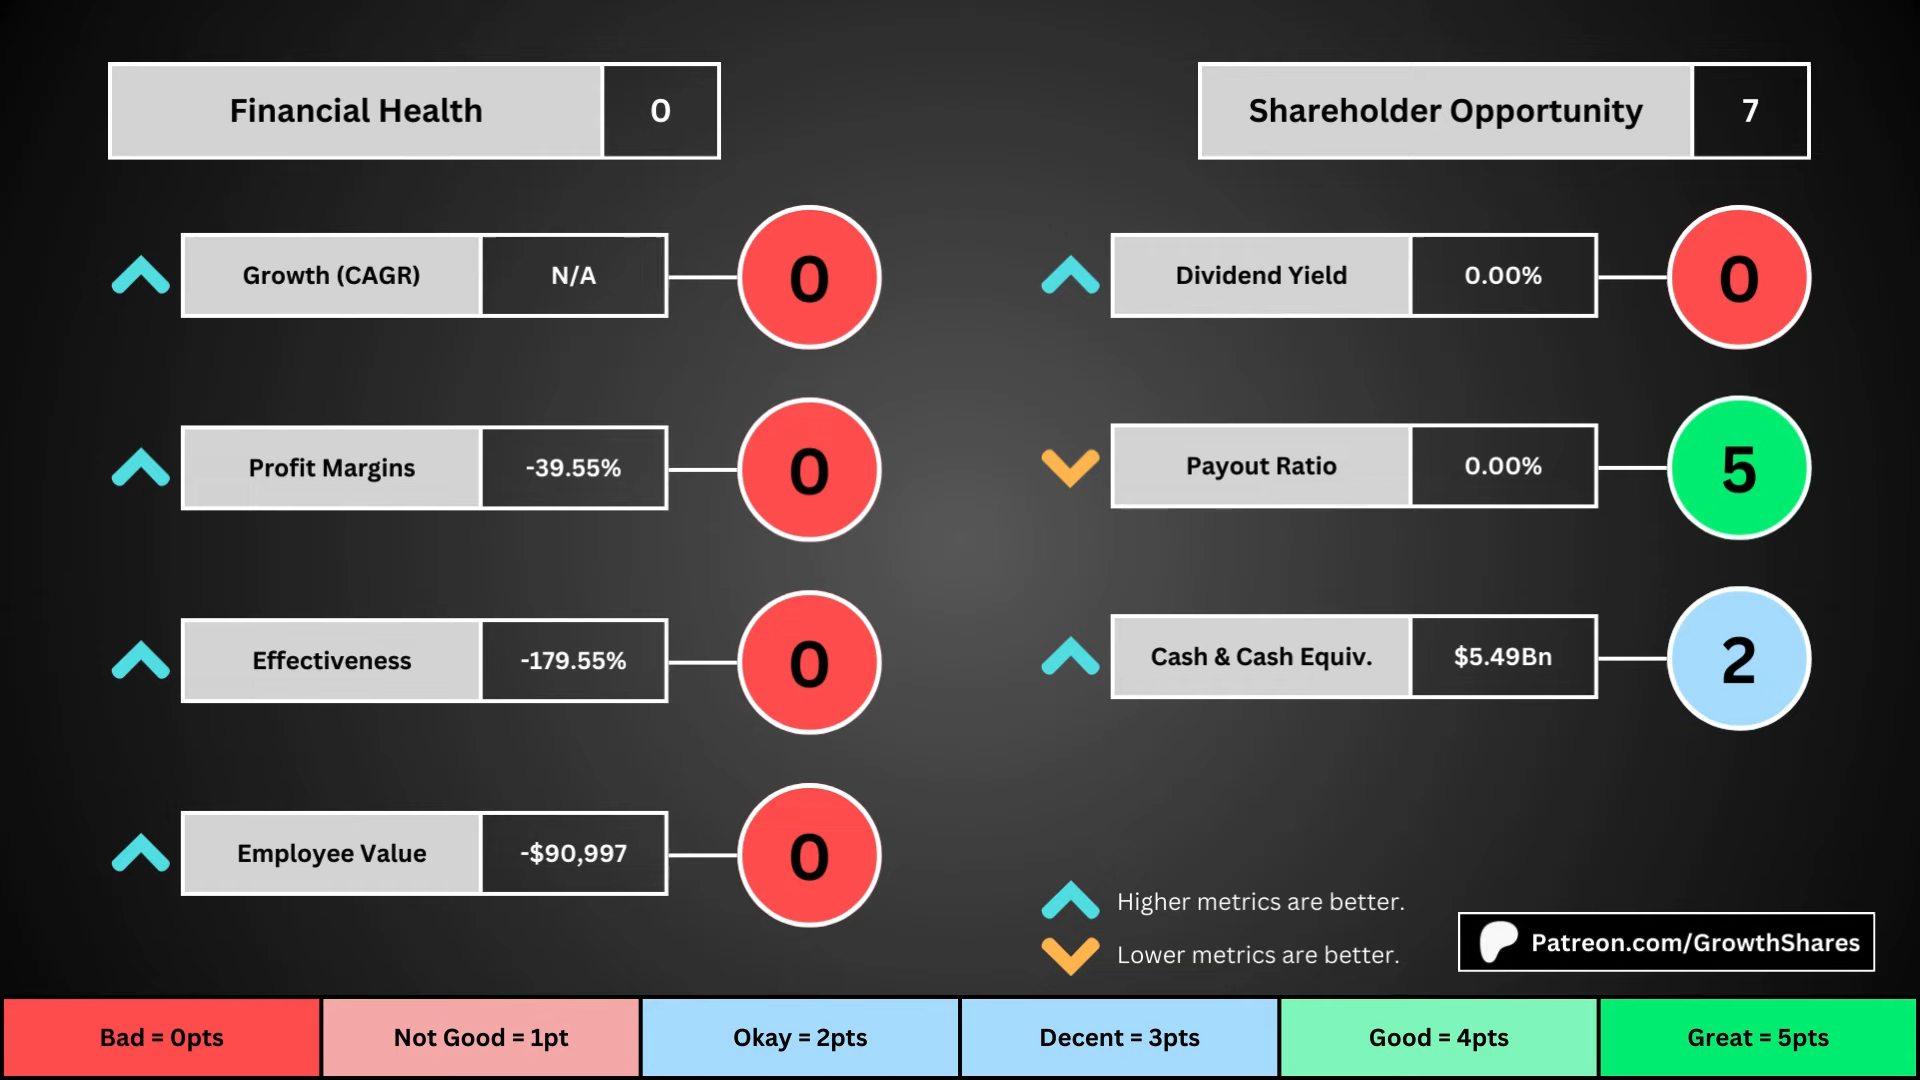 Financial Health
0
Growth (CAGR)
N/A
0
Profit Margins
-39.55%
0
Effectiveness
-179.55%
0
Employee Value
-$90,997
0
Shareholder Opportunity
7
Dividend Yield
0.00%
0
Payout Ratio
0.00%
5
Cash & Cash Equiv.
$5.49Bn
2
Higher metrics are better.
Lower metrics are better.
Patreon.com/GrowthShares
Bad = 0pts
Not Good = 1pt
Okay = 2pts
Decent = 3pts
Good = 4pts
Great = 5pts